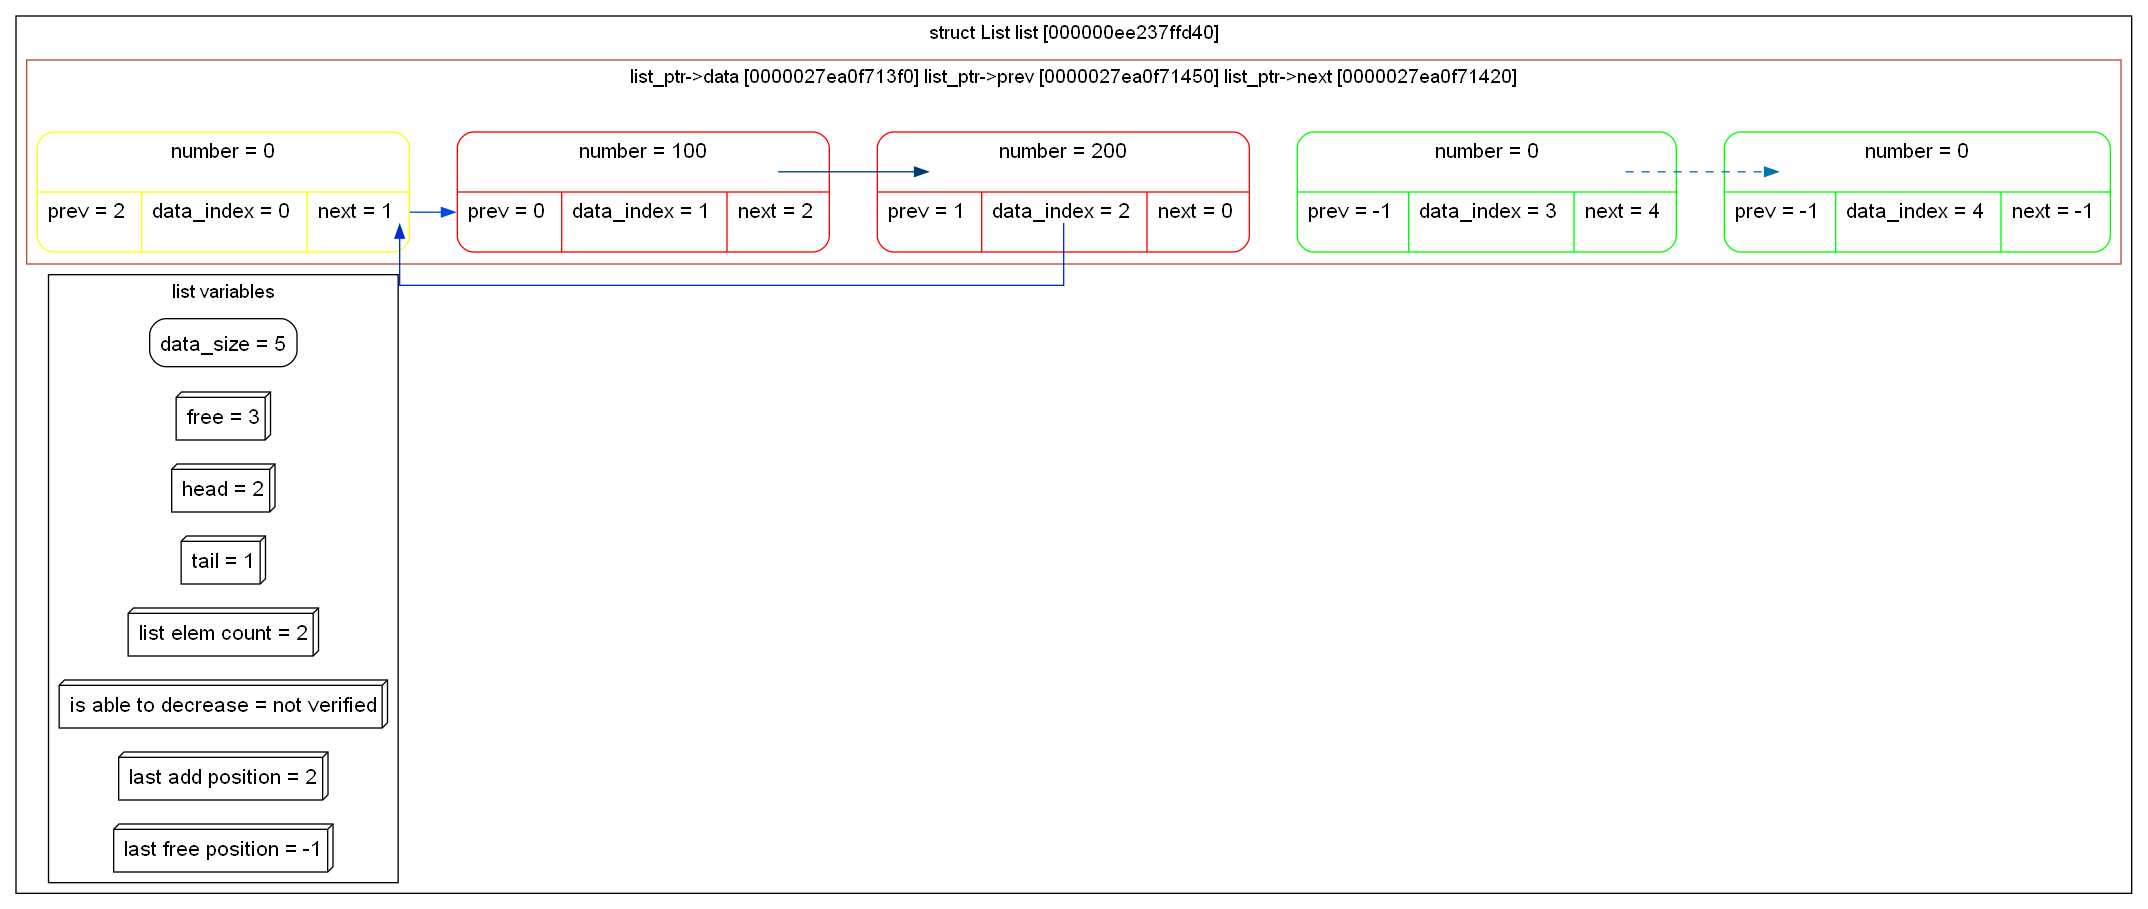 struct List list [000000ee237ffd40]
list_ptr->data [0000027ea0f713f0] list_ptr->prev [0000027ea0f71450] list_ptr->next [0000027ea0f71420]
number = 0
prev = 2 data_index = 0 next = 1
number = 100
prev = 0 data_index = 1 next = 2
number = 200
prev = 1 data_index = 2 next = 0
number = 0
prev = -1 data_index = 3 next = 4
number = 0
prev = -1 data_index = 4 next = -1
list variables
data_size = 5
free = 3
head = 2
tail = 1
list elem count = 2
is able to decrease = not verified
last add position = 2
last free position = -1